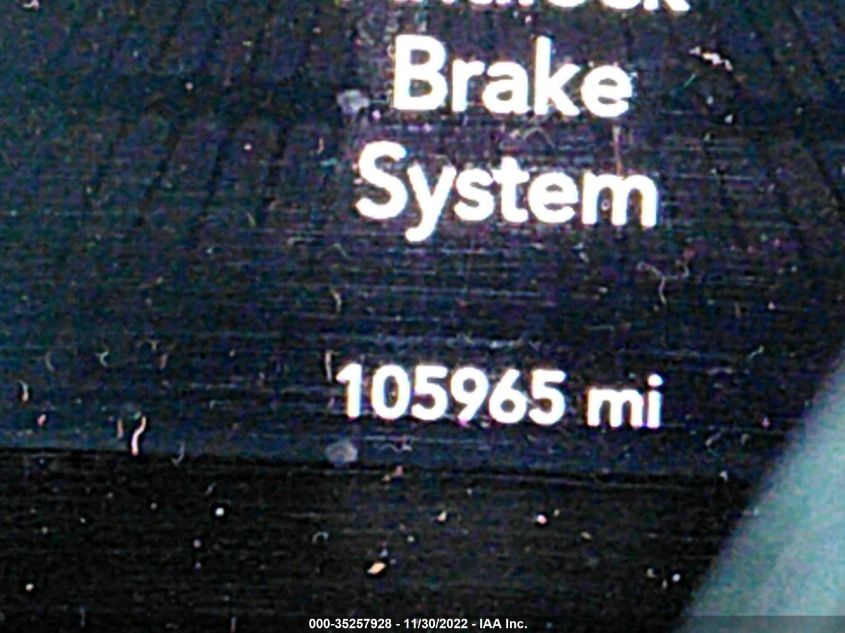 Brake
System
105965 mi
000-35257928 - 11/30/2022 - IAA Inc.